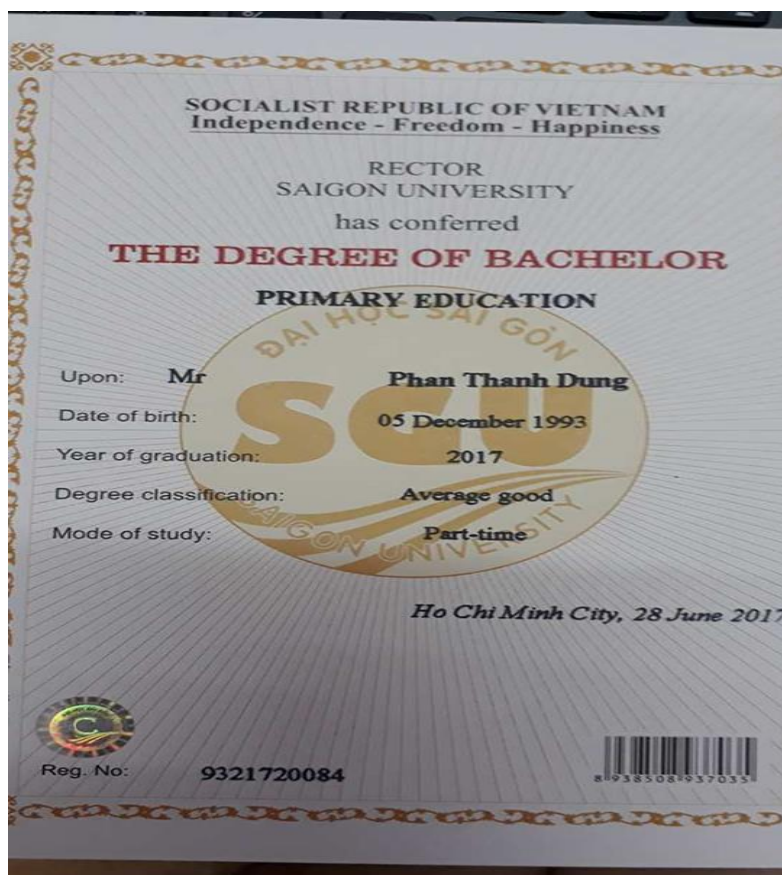 SOCIALIST REPUBLIC OF VIETNAM
Independence - Freedom - Happiness
RECTOR
SAIGON UNIVERSITY
has conferred
THE DEGREE OF BACHELOR
PRIMARY EDUCATION
ĐẠI HỌC SÀI GÒN
SGU
SAIGON UNIVERSITY
Upon: Mr Phan Thanh Dung
Date of birth: 05 December 1993
Year of graduation: 2017
Degree classification: Average good
Mode of study: Part-time
Ho Chi Minh City, 28 June 2017
Reg. No: 9321720084
8 938508 937035